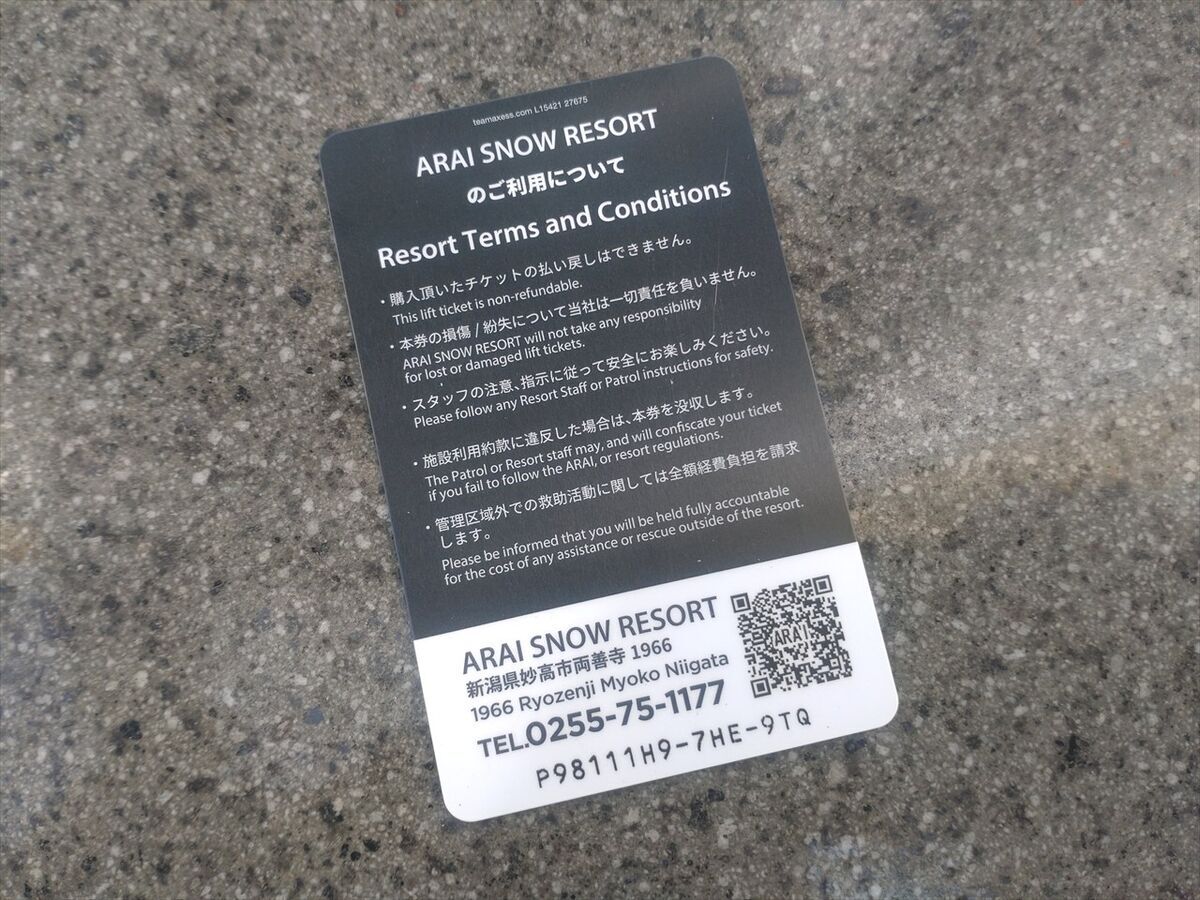 teamaxess.com L15421 27675
ARAI SNOW RESORT
のご利用について
Resort Terms and Conditions
・購入頂いたチケットの払い戻しはできません。
This lift ticket is non-refundable.
・本券の損傷 / 紛失について当社は一切責任を負いません。
ARAI SNOW RESORT will not take any responsibility
for lost or damaged lift tickets.
・スタッフの注意、指示に従って安全にお楽しみください。
Please follow any Resort Staff or Patrol instructions for safety.
・施設利用約款に違反した場合は、本券を没収します。
The Patrol or Resort staff may, and will confiscate your ticket
if you fail to follow the ARAI, or resort regulations.
・管理区域外での救助活動に関しては全額経費負担を請求
します。
Please be informed that you will be held fully accountable
for the cost of any assistance or rescue outside of the resort.
ARAI SNOW RESORT
新潟県妙高市両善寺 1966
1966 Ryozenji Myoko Niigata
TEL.0255-75-1177
ARAI
P98111H9-7HE-9TQ